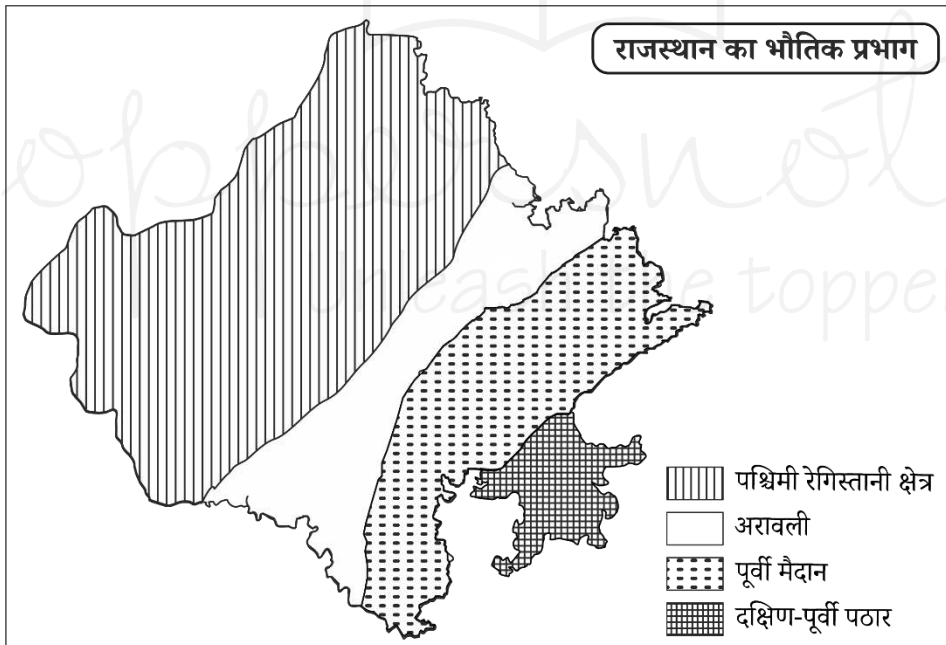 राजस्थान का भौतिक प्रभाग
पश्चिमी रेगिस्तानी क्षेत्र
अरावली
पूर्वी मैदान
दक्षिण-पूर्वी पठार